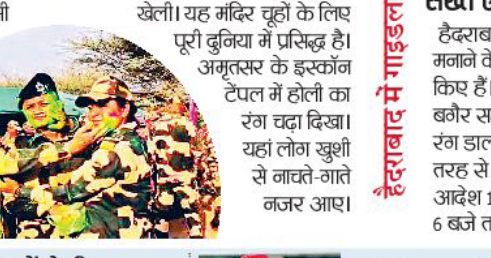 खेली। यह मंदिर चूहों के लिए
पूरी दुनिया में प्रसिद्ध है।
अमृतसर के इस्कॉन
टेंपल में होली का
रंग चढ़ा दिखा।
यहां लोग खुशी
से नाचते-गाते
नजर आए।
हैदराबाद में गाइडल
हैदराब
मनाने के
किए हैं।
बगैर स
रंग डाल
तरह से
आदेश 1
6 बजे त